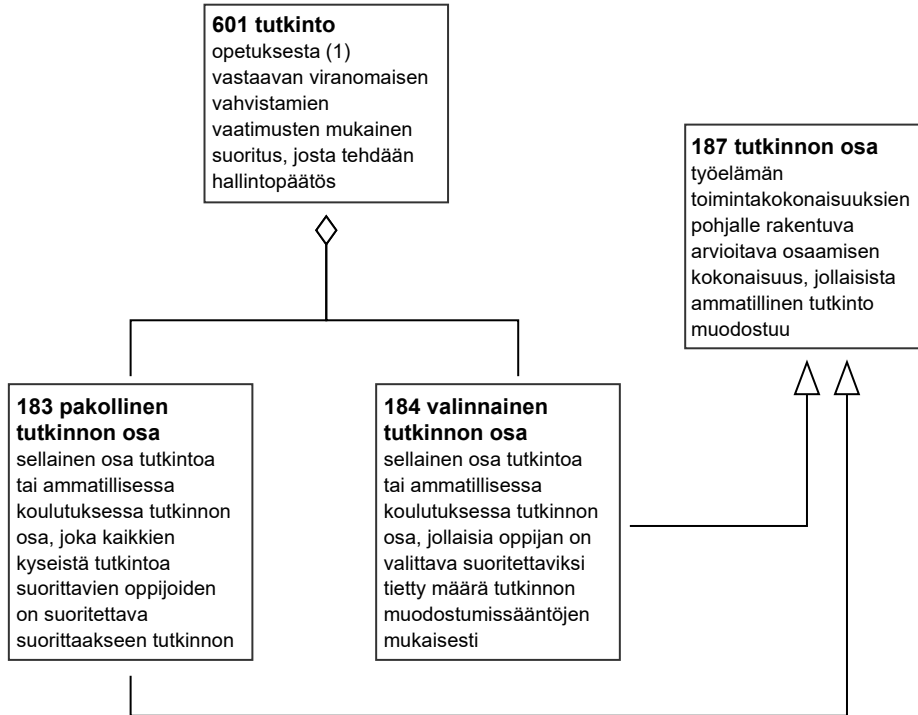 601 tutkinto
opetuksesta (1)
vastaavan viranomaisen
vahvistamien
vaatimusten mukainen
suoritus, josta tehdään
hallintopäätös
187 tutkinnon osa
työelämän
toimintakokonaisuuksien
pohjalle rakentuva
arvioitava osaamisen
kokonaisuus, jollaisista
ammatillinen tutkinto
muodostuu
183 pakollinen
tutkinnon osa
sellainen osa tutkintoa
tai ammatillisessa
koulutuksessa tutkinnon
osa, joka kaikkien
kyseistä tutkintoa
suorittavien oppijoiden
on suoritettava
suorittaakseen tutkinnon
184 valinnainen
tutkinnon osa
sellainen osa tutkintoa
tai ammatillisessa
koulutuksessa tutkinnon
osa, jollaisia oppijan on
valittava suoritettaviksi
tietty määrä tutkinnon
muodostumissääntöjen
mukaisesti